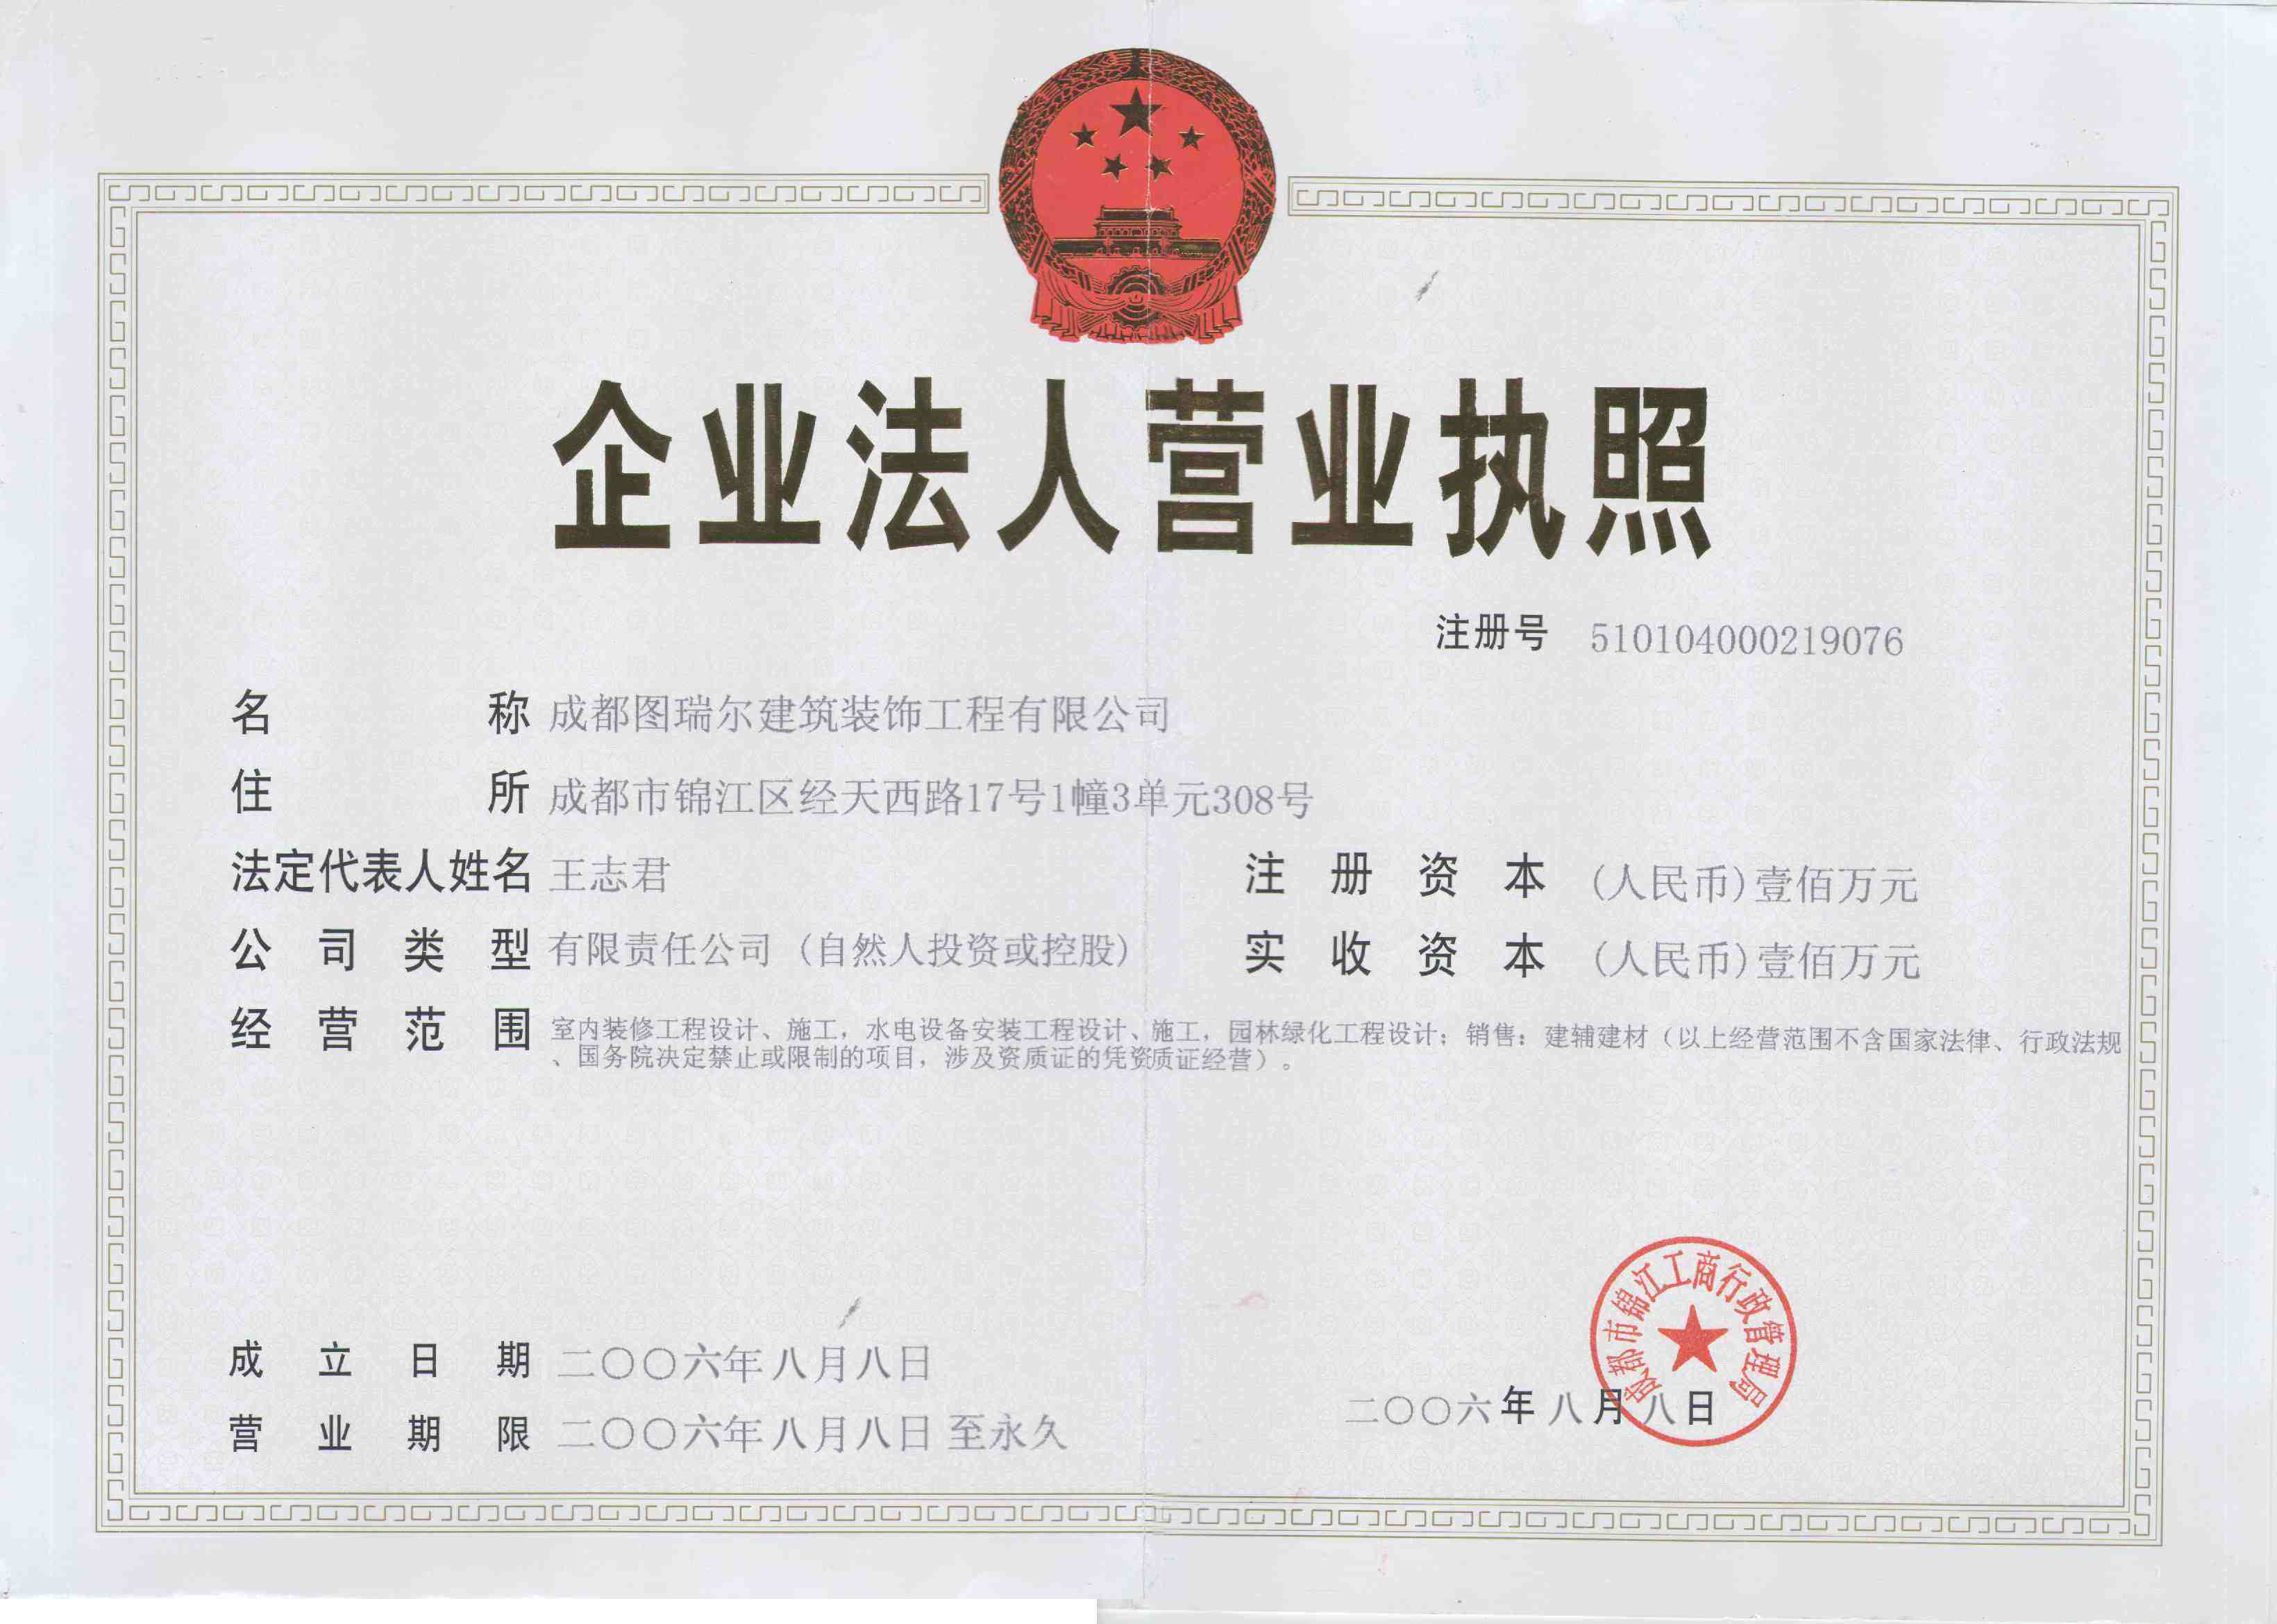 企业法人营业执照
注册号 510104000219076
名称 成都图瑞尔建筑装饰工程有限公司
住所 成都市锦江区经天西路17号1幢3单元308号
法定代表人姓名 王志君
注册资本 (人民币)壹佰万元
公司类型 有限责任公司（自然人投资或控股）
实收资本 (人民币)壹佰万元
经营范围 室内装修工程设计、施工，水电设备安装工程设计、施工，园林绿化工程设计；销售：建辅建材（以上经营范围不含国家法律、行政法规
、国务院决定禁止或限制的项目，涉及资质证的凭资质证经营）。
成都市锦江工商行政管理局
成立日期 二〇〇六年八月八日
二〇〇六年八月八日
营业期限 二〇〇六年八月八日至永久